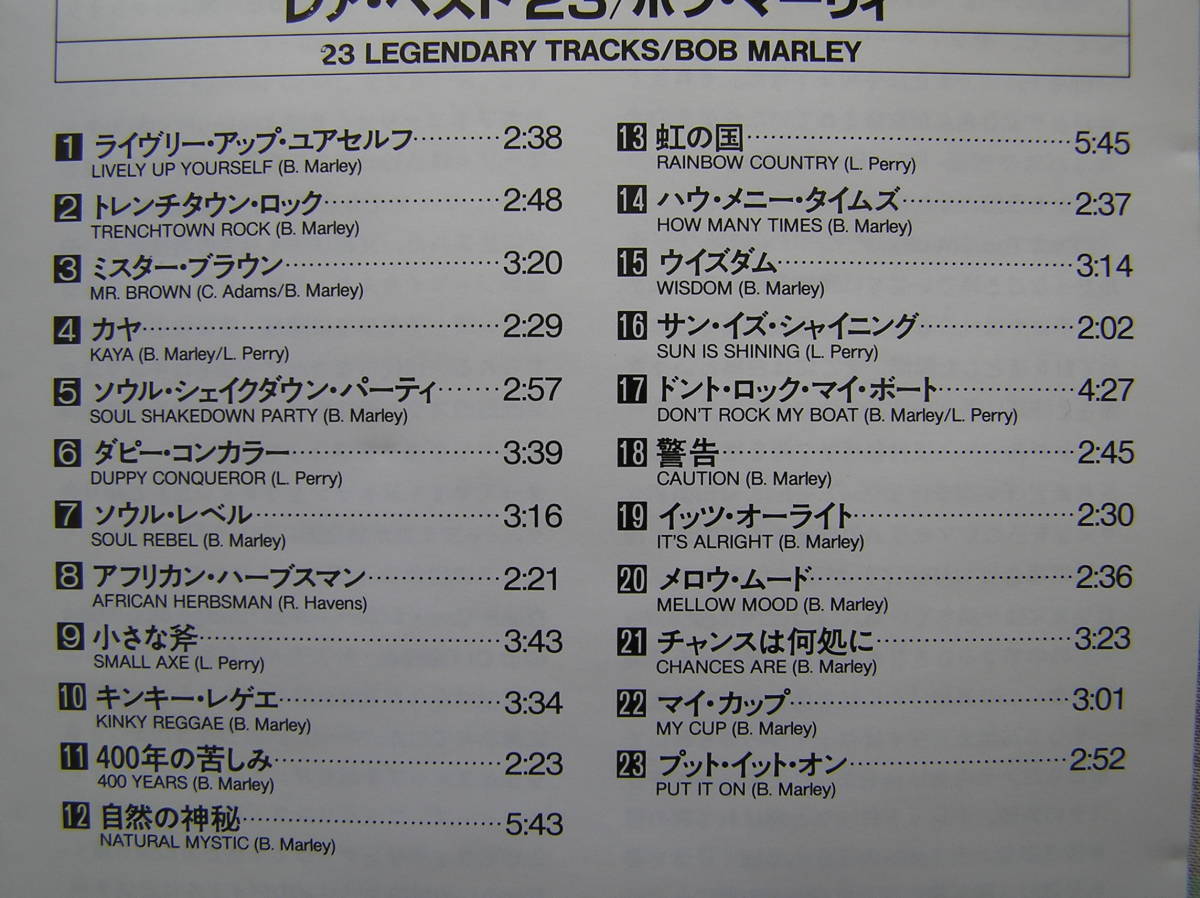 レア・ベスト23/ボブ・マーリィ
23 LEGENDARY TRACKS/BOB MARLEY
1 ライヴリー・アップ・ユアセルフ 2:38
LIVELY UP YOURSELF (B. Marley)
2 トレンチタウン・ロック 2:48
TRENCHTOWN ROCK (B. Marley)
3 ミスター・ブラウン 3:20
MR. BROWN (C. Adams/B. Marley)
4 カヤ 2:29
KAYA (B. Marley/L. Perry)
5 ソウル・シェイクダウン・パーティ 2:57
SOUL SHAKEDOWN PARTY (B. Marley)
6 ダピー・コンカラー 3:39
DUPPY CONQUEROR (L. Perry)
7 ソウル・レベル 3:16
SOUL REBEL (B. Marley)
8 アフリカン・ハーブスマン 2:21
AFRICAN HERBSMAN (R. Havens)
9 小さな斧 3:43
SMALL AXE (L. Perry)
10 キンキー・レゲエ 3:34
KINKY REGGAE (B. Marley)
11 400年の苦しみ 2:23
400 YEARS (B. Marley)
12 自然の神秘 5:43
NATURAL MYSTIC (B. Marley)
13 虹の国 5:45
RAINBOW COUNTRY (L. Perry)
14 ハウ・メニー・タイムズ 2:37
HOW MANY TIMES (B. Marley)
15 ウイズダム 3:14
WISDOM (B. Marley)
16 サン・イズ・シャイニング 2:02
SUN IS SHINING (L. Perry)
17 ドント・ロック・マイ・ボート 4:27
DON'T ROCK MY BOAT (B. Marley/L. Perry)
18 警告 2:45
CAUTION (B. Marley)
19 イッツ・オーライト 2:30
IT'S ALRIGHT (B. Marley)
20 メロウ・ムード 2:36
MELLOW MOOD (B. Marley)
21 チャンスは何処に 3:23
CHANCES ARE (B. Marley)
22 マイ・カップ 3:01
MY CUP (B. Marley)
23 プット・イット・オン 2:52
PUT IT ON (B. Marley)